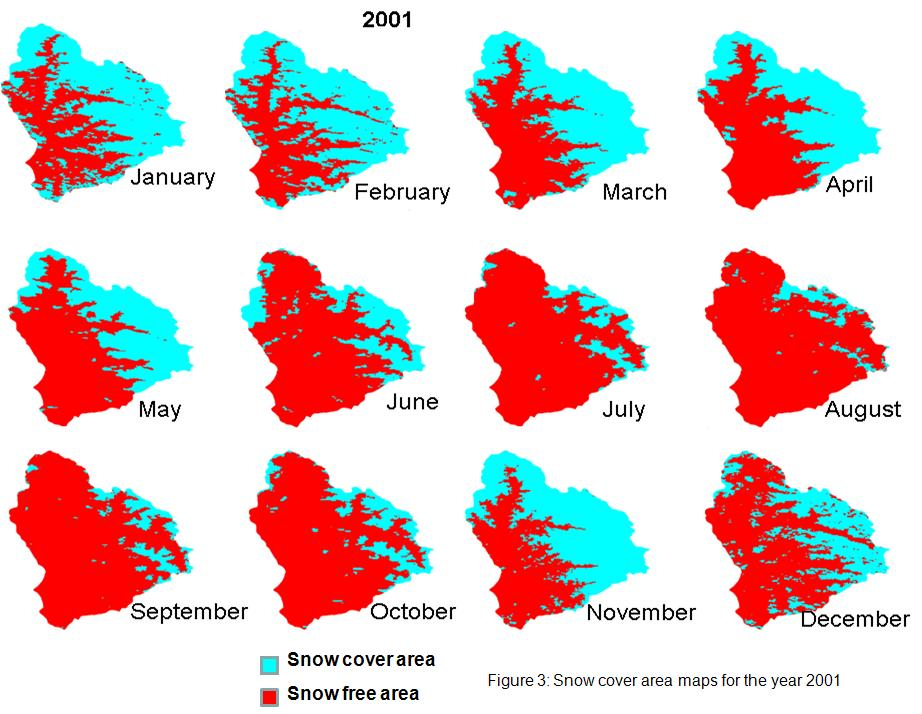 2001
January
February
March
April
May
June
July
August
September
October
November
December
Snow cover area
Snow free area
Figure 3: Snow cover area maps for the year 2001